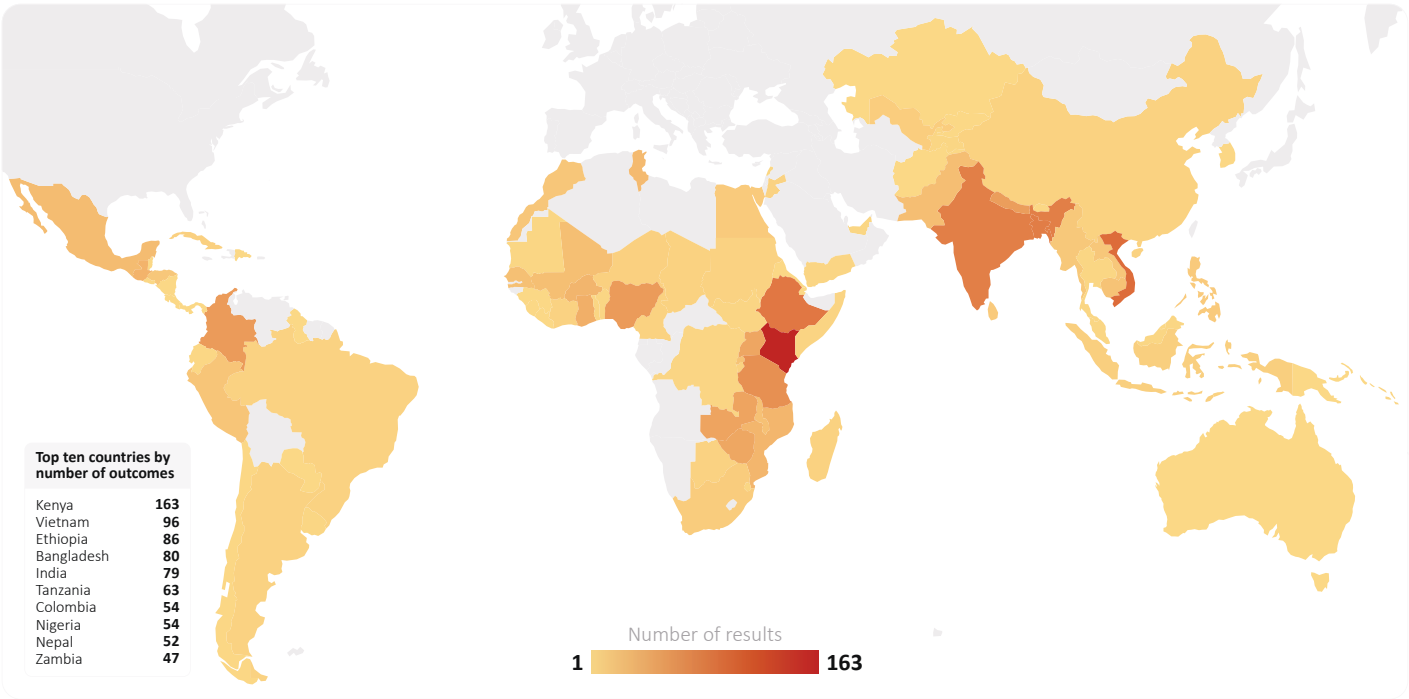 Top ten countries by
number of outcomes
Kenya 163
Vietnam 96
Ethiopia 86
Bangladesh 80
India 79
Tanzania 63
Colombia 54
Nigeria 54
Nepal 52
Zambia 47
Number of results
1 163